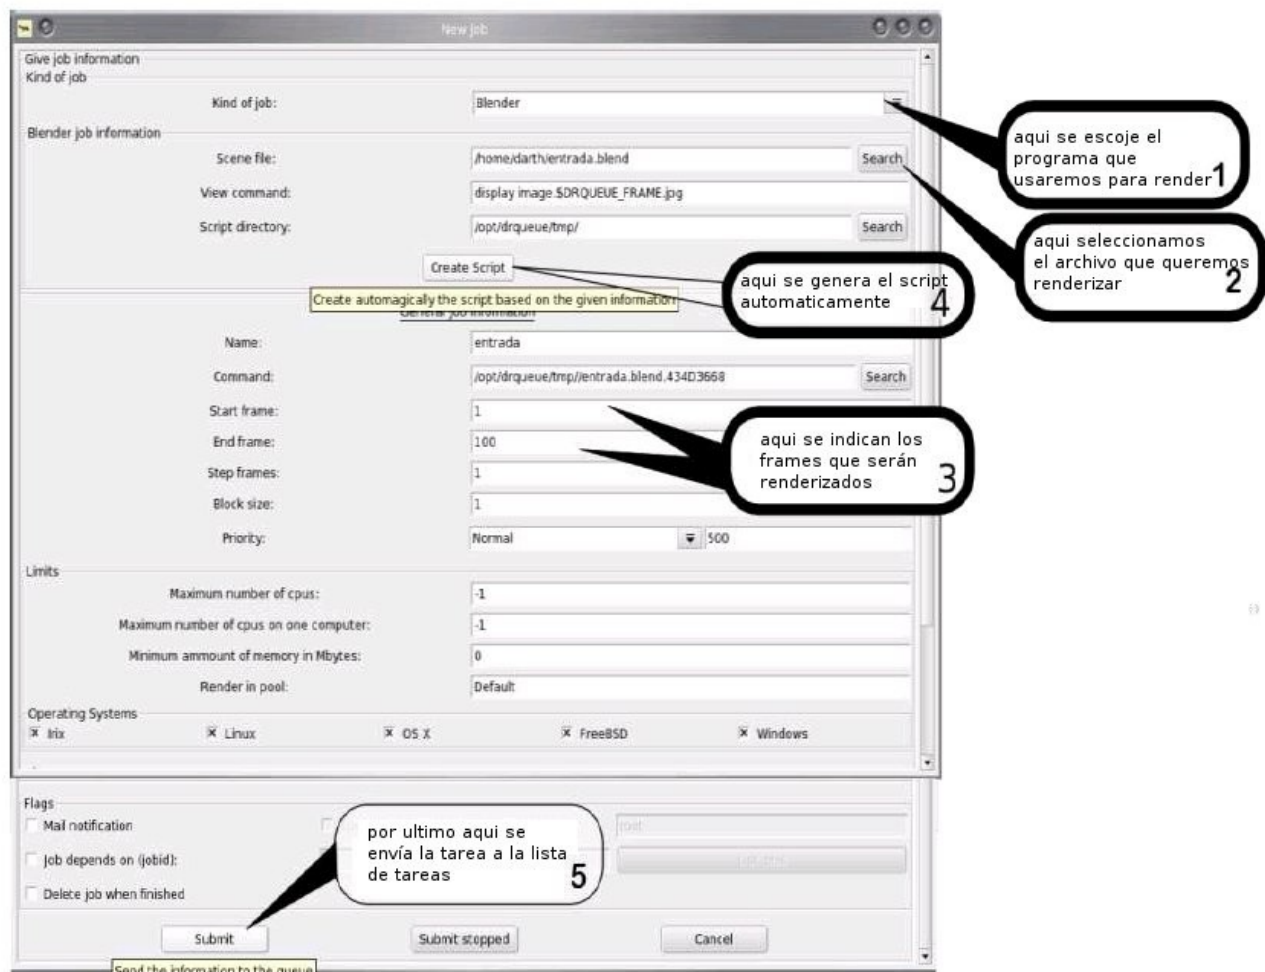 New Job
Give job information
Kind of job
Kind of job: Blender
aqui se escoje el
programa que
usaremos para render 1
Blender job information
Scene file: /home/darth/entrada.blend Search
View command: display image.$DRQUEUE_FRAME.jpg
Script directory: /opt/drqueue/tmp/ Search
aqui seleccionamos
el archivo que queremos
renderizar 2
Create Script
aqui se genera el script
automaticamente 4
Create automagically the script based on the given information
General job information
Name: entrada
Command: /opt/drqueue/tmp//entrada.blend.434D3668 Search
Start frame: 1
End frame: 100
Step frames: 1
Block size: 1
aqui se indican los
frames que serán
renderizados 3
Priority: Normal 500
Limits
Maximum number of cpus: -1
Maximum number of cpus on one computer: -1
Minimum ammount of memory in Mbytes: 0
Render in pool: Default
Operating Systems
Irix Linux OS X FreeBSD Windows
Flags
Mail notification
root
Job depends on (jobid):
Delete job when finished
por ultimo aqui se
envía la tarea a la lista
de tareas 5
Submit Submit stopped Cancel
Send the information to the queue